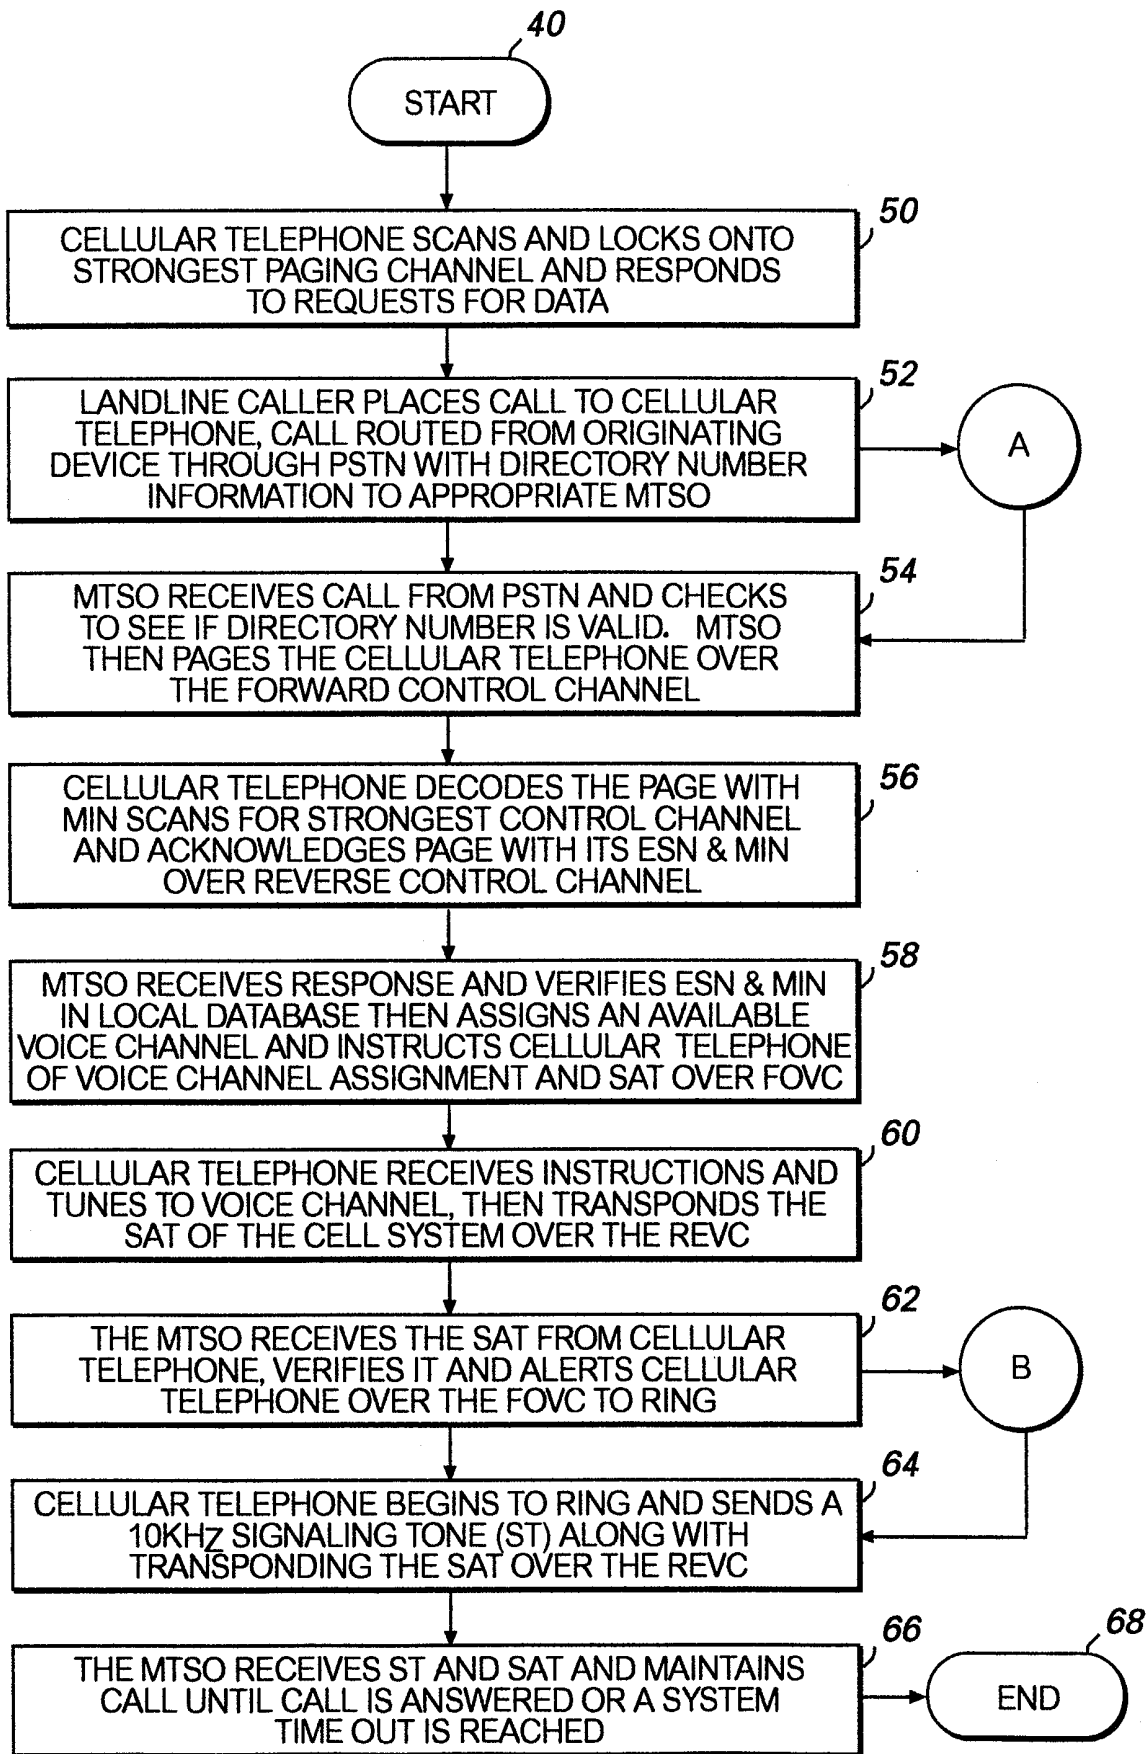 40
START
50
CELLULAR TELEPHONE SCANS AND LOCKS ONTO
STRONGEST PAGING CHANNEL AND RESPONDS
TO REQUESTS FOR DATA
52
LANDLINE CALLER PLACES CALL TO CELLULAR
TELEPHONE, CALL ROUTED FROM ORIGINATING
DEVICE THROUGH PSTN WITH DIRECTORY NUMBER
INFORMATION TO APPROPRIATE MTSO
A
54
MTSO RECEIVES CALL FROM PSTN AND CHECKS
TO SEE IF DIRECTORY NUMBER IS VALID. MTSO
THEN PAGES THE CELLULAR TELEPHONE OVER
THE FORWARD CONTROL CHANNEL
56
CELLULAR TELEPHONE DECODES THE PAGE WITH
MIN SCANS FOR STRONGEST CONTROL CHANNEL
AND ACKNOWLEDGES PAGE WITH ITS ESN & MIN
OVER REVERSE CONTROL CHANNEL
58
MTSO RECEIVES RESPONSE AND VERIFIES ESN & MIN
IN LOCAL DATABASE THEN ASSIGNS AN AVAILABLE
VOICE CHANNEL AND INSTRUCTS CELLULAR TELEPHONE
OF VOICE CHANNEL ASSIGNMENT AND SAT OVER FOVC
60
CELLULAR TELEPHONE RECEIVES INSTRUCTIONS AND
TUNES TO VOICE CHANNEL, THEN TRANSPONDS THE
SAT OF THE CELL SYSTEM OVER THE REVC
62
THE MTSO RECEIVES THE SAT FROM CELLULAR
TELEPHONE, VERIFIES IT AND ALERTS CELLULAR
TELEPHONE OVER THE FOVC TO RING
B
64
CELLULAR TELEPHONE BEGINS TO RING AND SENDS A
10KHZ SIGNALING TONE (ST) ALONG WITH
TRANSPONDING THE SAT OVER THE REVC
66
THE MTSO RECEIVES ST AND SAT AND MAINTAINS
CALL UNTIL CALL IS ANSWERED OR A SYSTEM
TIME OUT IS REACHED
68
END